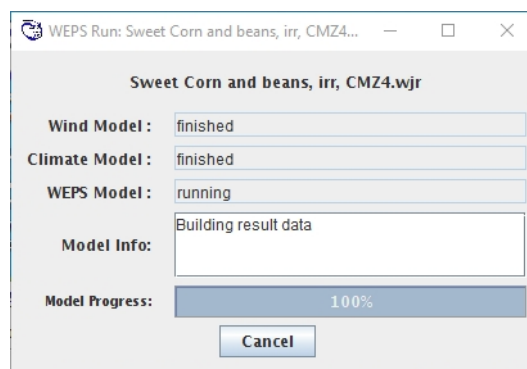 WEPS Run: Sweet Corn and beans, irr, CMZ4...
Sweet Corn and beans, irr, CMZ4.wjr
Wind Model : finished
Climate Model : finished
WEPS Model : running
Model Info: Building result data
Model Progress: 100%
Cancel